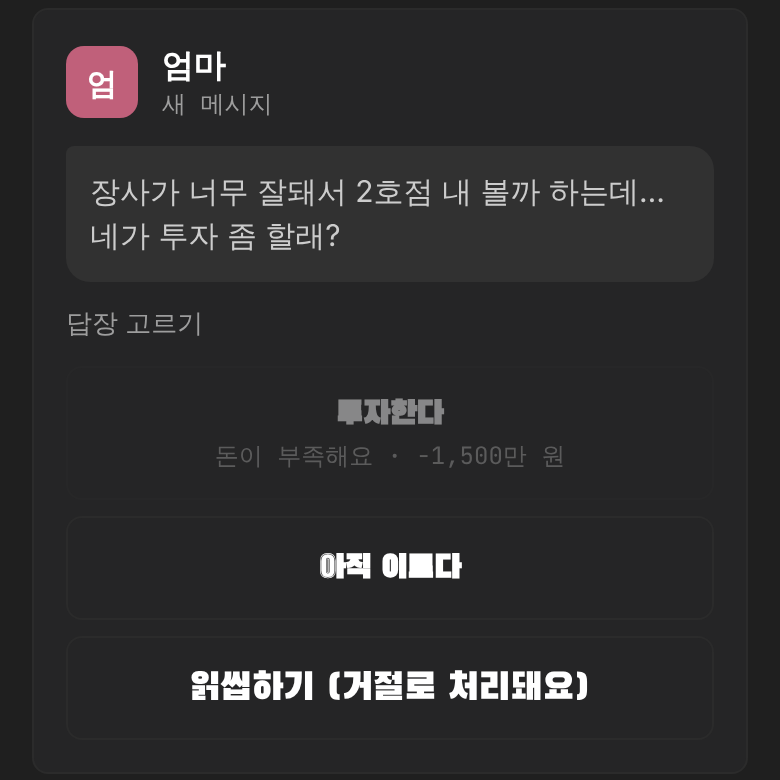 엄
엄마
새 메시지
장사가 너무 잘돼서 2호점 내 볼까 하는데...
네가 투자 좀 할래?
답장 고르기
투자한다
돈이 부족해요 · -1,500만 원
아직 이르다
읽씹하기 (거절로 처리돼요)